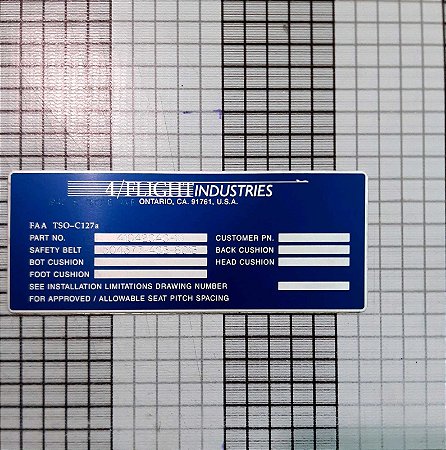 4/FLIGHT INDUSTRIES
ONTARIO, CA. 91761, U.S.A.
FAA TSO-C127a
PART NO. CUSTOMER PN.
SAFETY BELT BACK CUSHION
BOT CUSHION HEAD CUSHION
FOOT CUSHION
SEE INSTALLATION LIMITATIONS DRAWING NUMBER
FOR APPROVED / ALLOWABLE SEAT PITCH SPACING